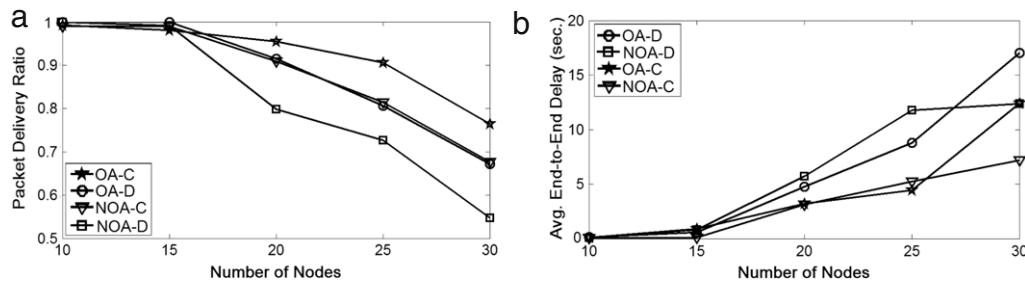 a
Packet Delivery Ratio
1
0.9
0.8
0.7
0.6
0.5
OA-C
OA-D
NOA-C
NOA-D
10 15 20 25 30
Number of Nodes
b
Avg. End-to-End Delay (sec.)
20
15
10
5
0
OA-D
NOA-D
OA-C
NOA-C
10 15 20 25 30
Number of Nodes